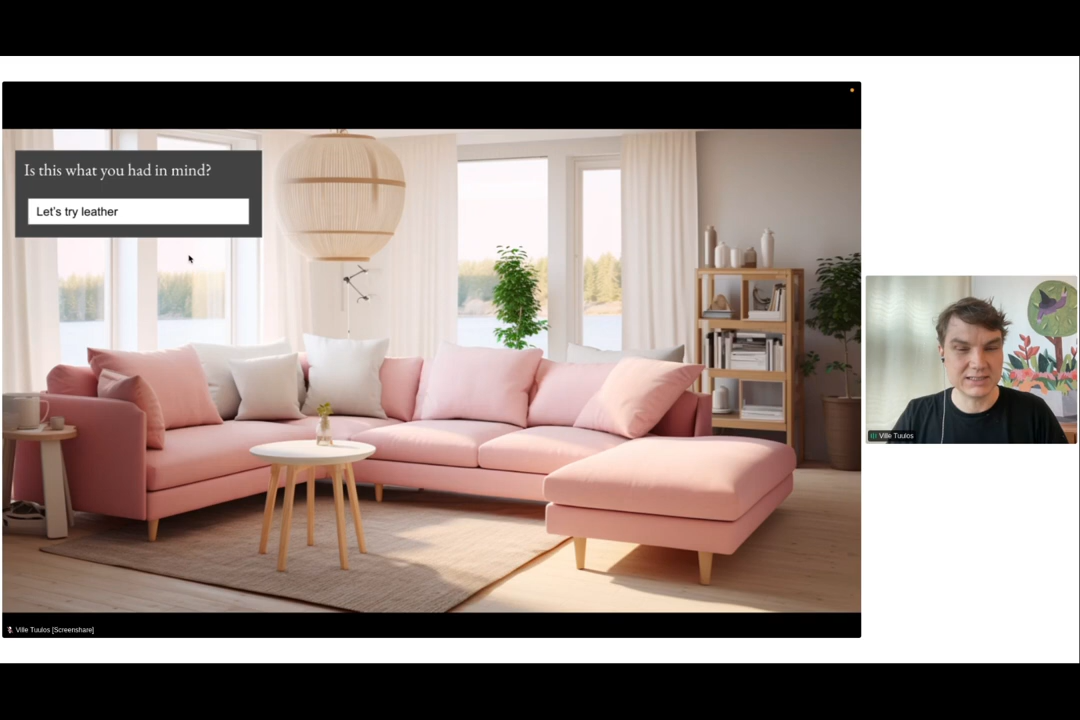 Is this what you had in mind?
Let's try leather
Ville Tuulos
Ville Tuulos [Screenshare]